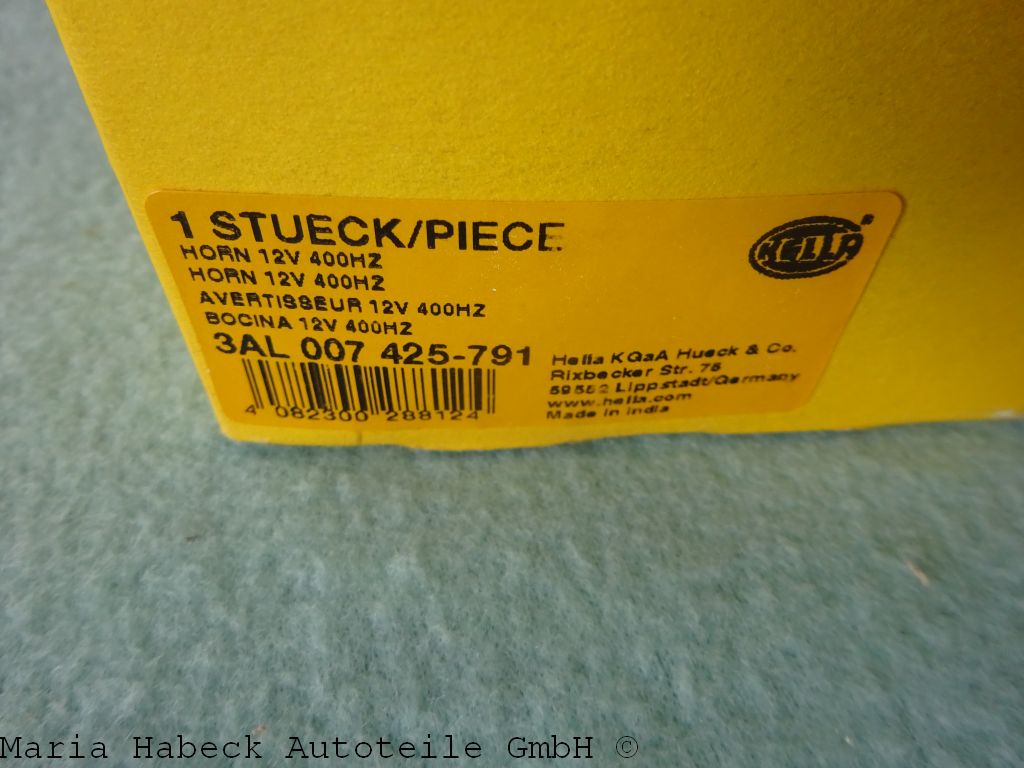 1 STUECK/PIECE
HORN 12V 400HZ
HORN 12V 400HZ
AVERTISSEUR 12V 400HZ
BOCINA 12V 400HZ
3AL 007 425-791
4 082300 288124
HELLA ®
Hella KGaA Hueck & Co.
Rixbecker Str. 75
59552 Lippstadt/Germany
www.hella.com
Made in India
Maria Habeck Autoteile GmbH ©